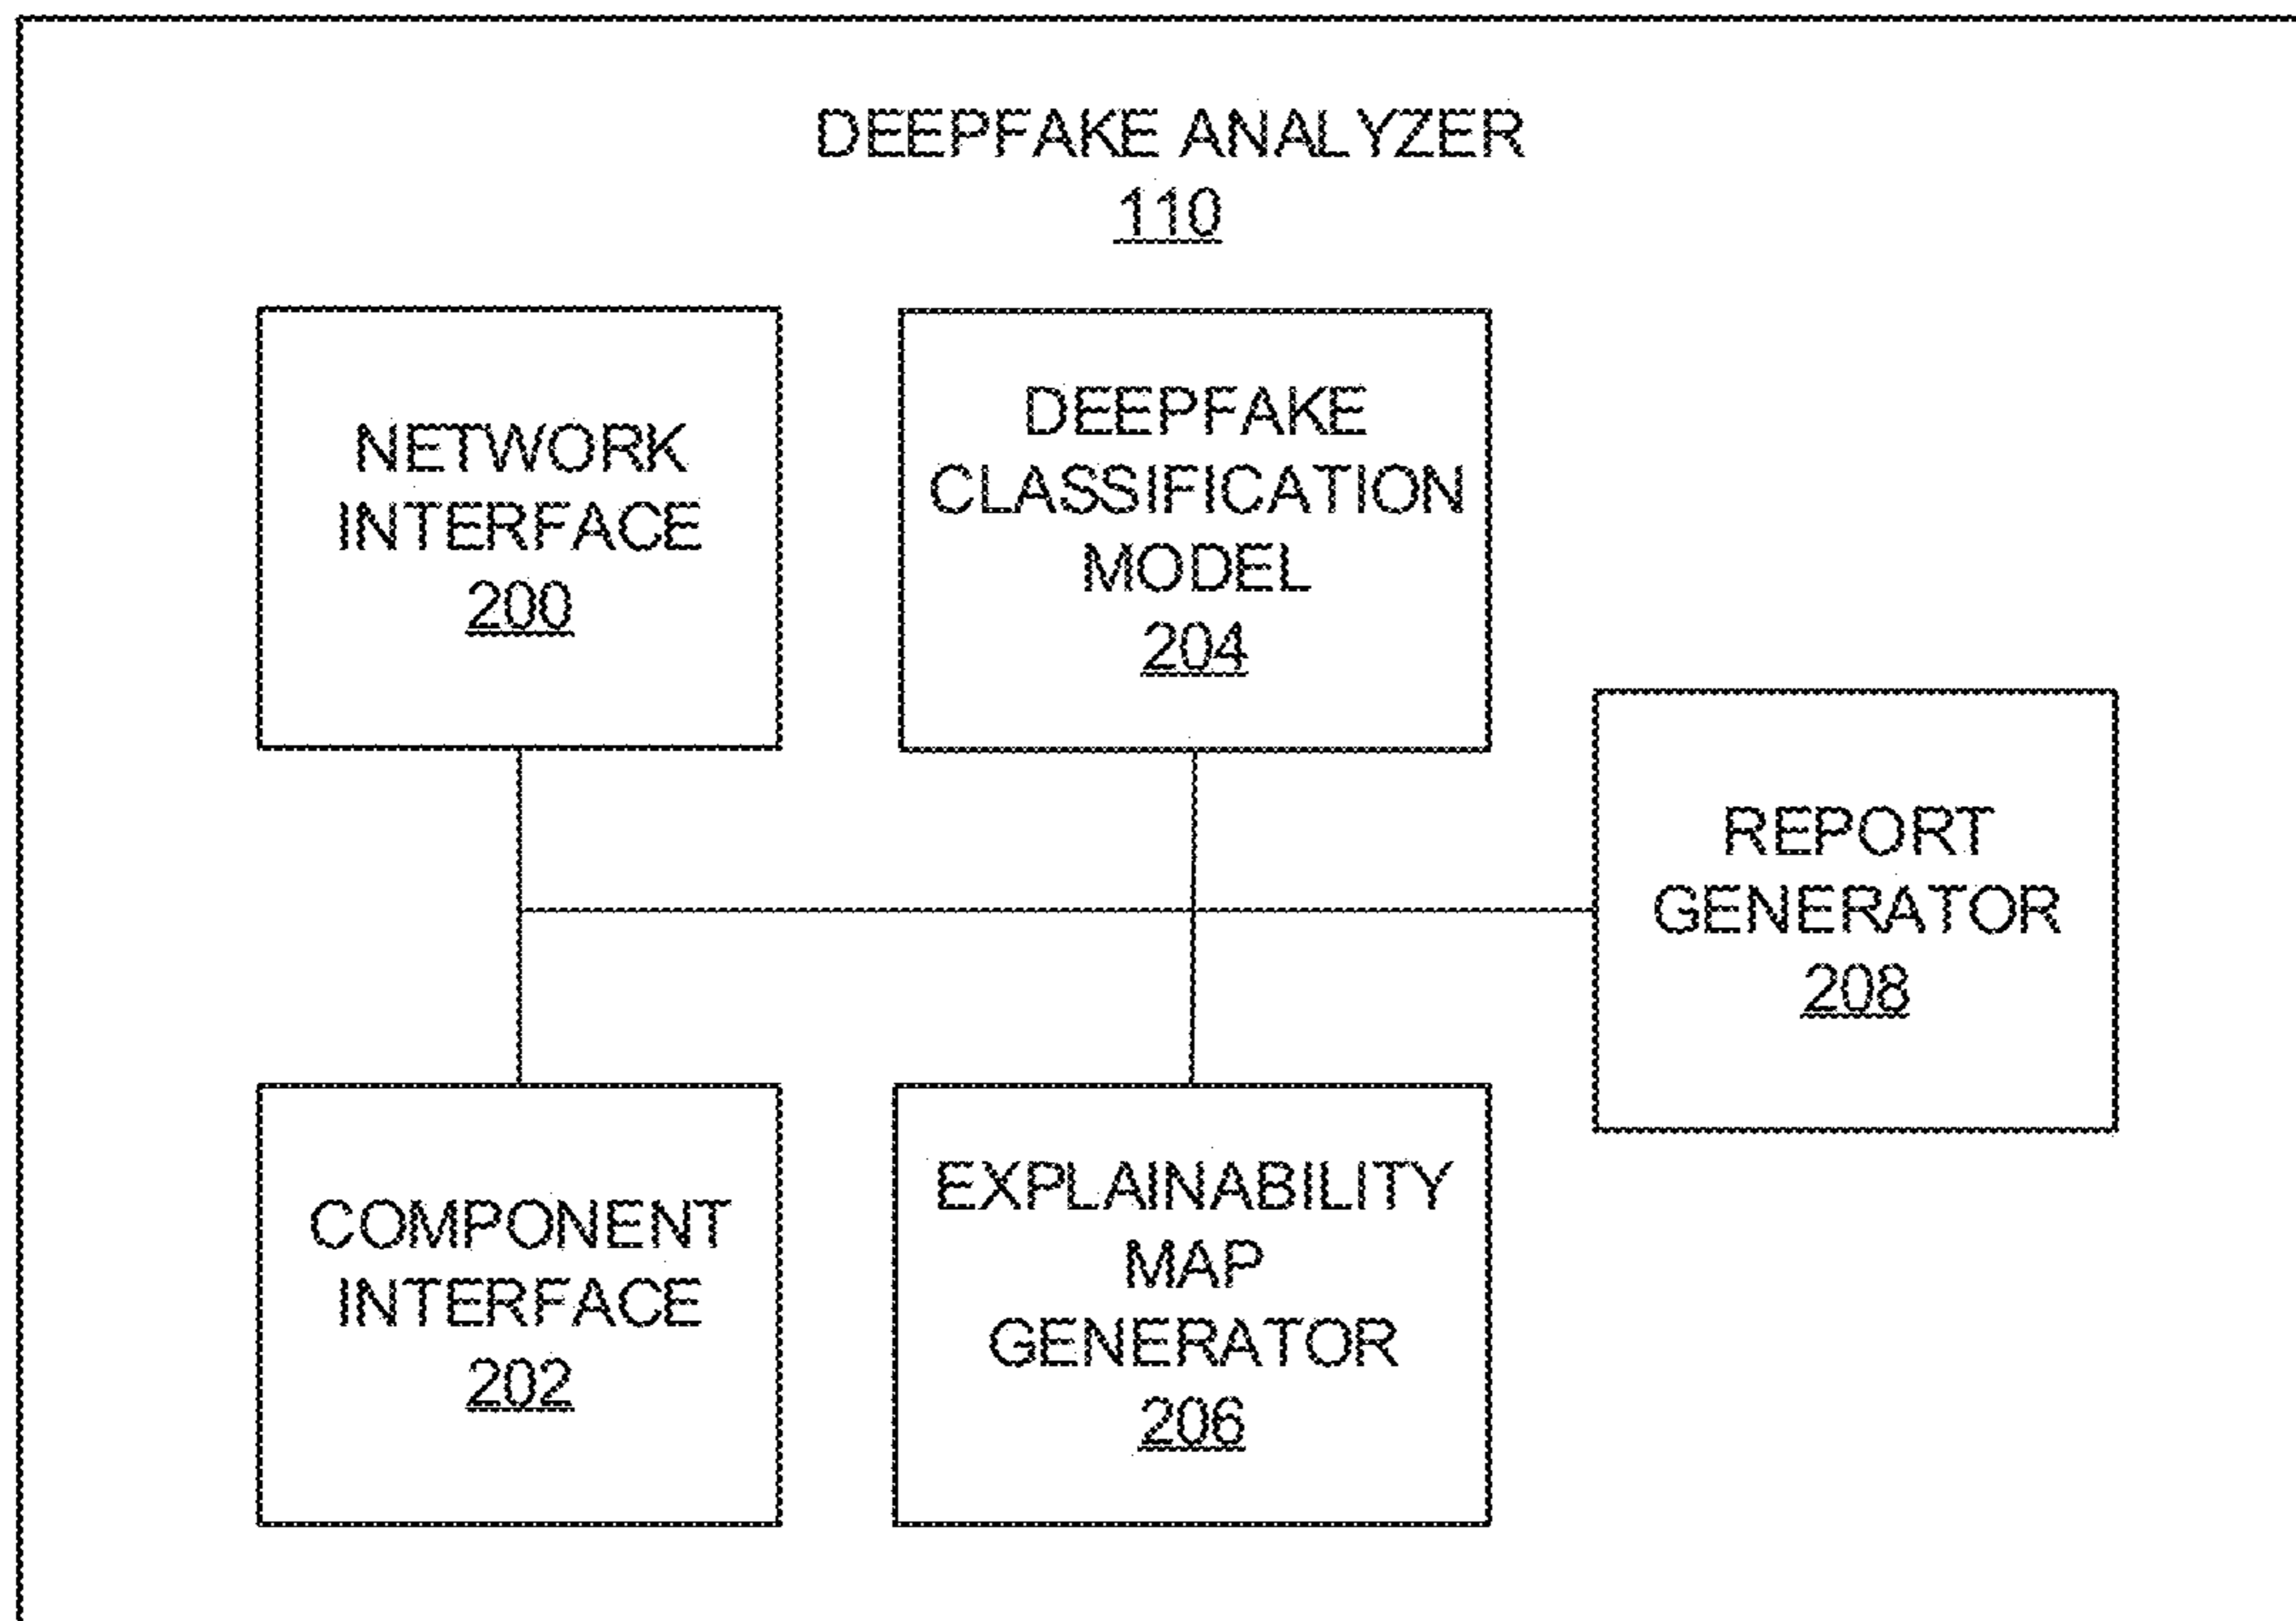 DEEPFAKE ANALYZER
110
NETWORK
INTERFACE
200
DEEPFAKE
CLASSIFICATION
MODEL
204
REPORT
GENERATOR
208
COMPONENT
INTERFACE
202
EXPLAINABILITY
MAP
GENERATOR
206